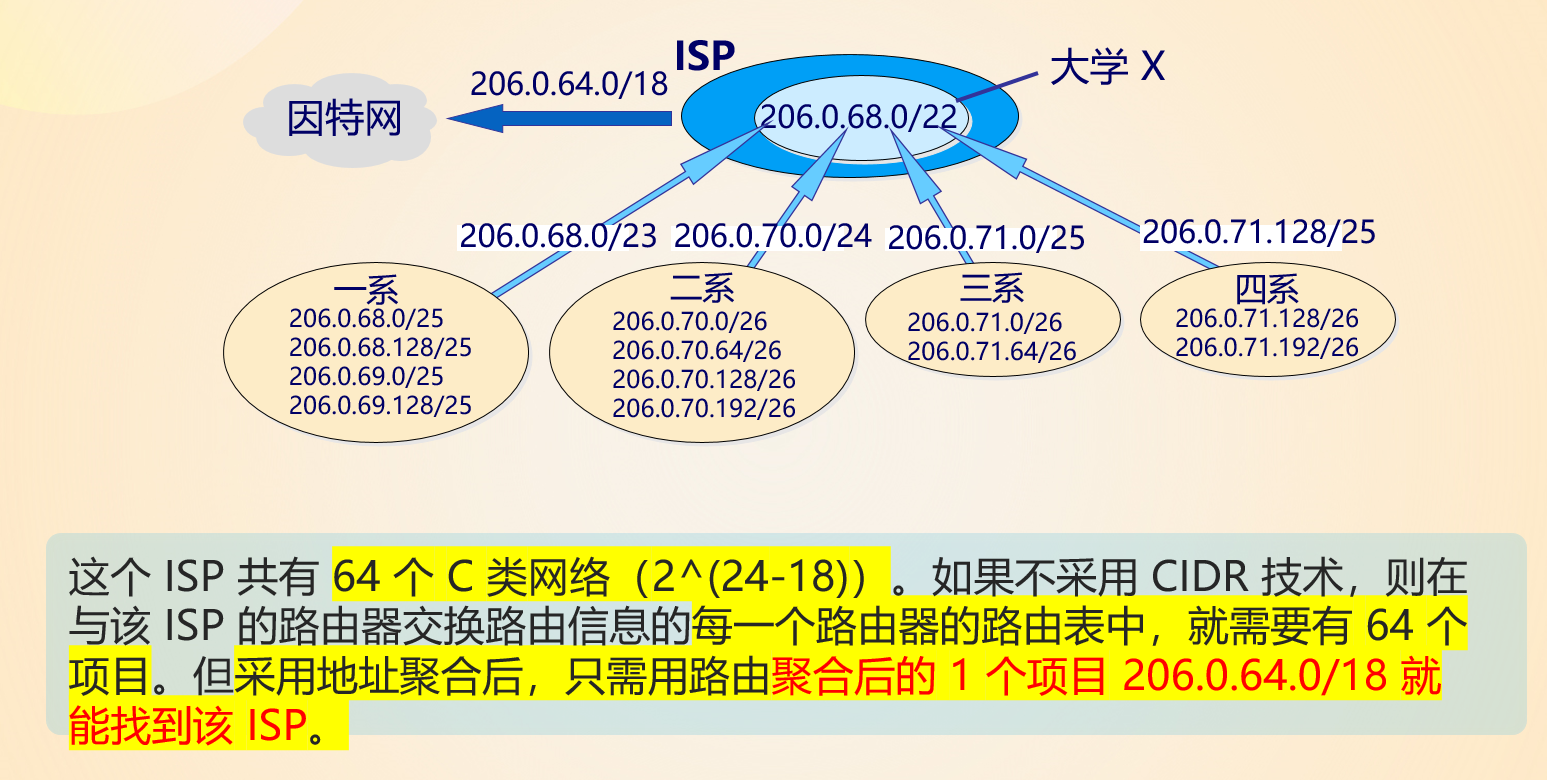 ISP
大学 X
206.0.64.0/18
因特网
206.0.68.0/22
206.0.68.0/23
206.0.70.0/24
206.0.71.0/25
206.0.71.128/25
一系
206.0.68.0/25
206.0.68.128/25
206.0.69.0/25
206.0.69.128/25
二系
206.0.70.0/26
206.0.70.64/26
206.0.70.128/26
206.0.70.192/26
三系
206.0.71.0/26
206.0.71.64/26
四系
206.0.71.128/26
206.0.71.192/26
这个 ISP 共有 64 个 C 类网络（2^(24-18)）。如果不采用 CIDR 技术，则在
与该 ISP 的路由器交换路由信息的每一个路由器的路由表中，就需要有 64 个
项目。但采用地址聚合后，只需用路由聚合后的 1 个项目 206.0.64.0/18 就
能找到该 ISP。